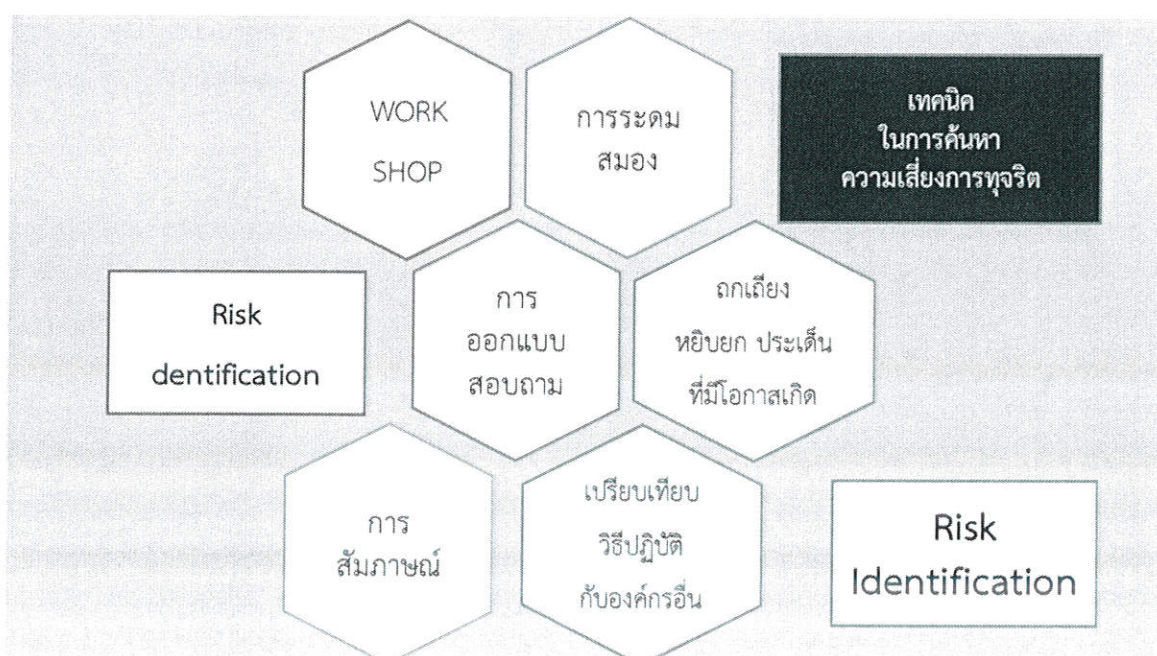 WORK
SHOP
การระดม
สมอง
เทคนิค
ในการค้นหา
ความเสี่ยงการทุจริต
Risk
dentification
การ
ออกแบบ
สอบถาม
ถกเถียง
หยิบยก ประเด็น
ที่มีโอกาสเกิด
การ
สัมภาษณ์
เปรียบเทียบ
วิธีปฏิบัติ
กับองค์กรอื่น
Risk
Identification